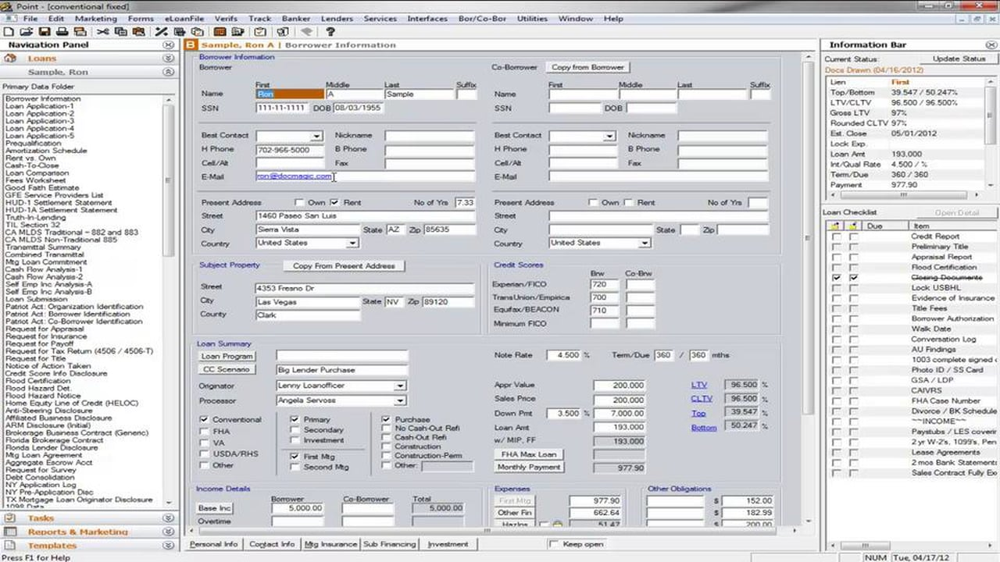 Point - [conventional fixed]
File Edit Marketing Forms eLoanFile Verifs Track Banker Lenders Services Interfaces Bor/Co-Bor Utilities Window Help
Navigation Panel
Loans
Sample, Ron
Primary Data Folder
Borrower Information
Loan Application-1
Loan Application-2
Loan Application-3
Loan Application-4
Loan Application-5
Prequalification
Amortization Schedule
Rent vs. Own
Cash-To-Close
Loan Comparison
Fees Worksheet
Good Faith Estimate
GFE Service Providers List
HUD-1 Settlement Statement
HUD-1A Settlement Statement
Truth-In-Lending
TIL Section 32
CA MLDS Traditional - 882 and 883
CA MLDS Non-Traditional 885
Transmittal Summary
Combined Transmittal
Mtg Loan Commitment
Cash Flow Analysis-1
Cash Flow Analysis-2
Self Emp Inc Analysis-A
Self Emp Inc Analysis-B
Loan Submission
Patriot Act: Organization Identification
Patriot Act: Borrower Identification
Patriot Act: Co-Borrower Identification
Request for Appraisal
Request for Insurance
Request for Payoff
Request for Tax Return (4506 / 4506-T)
Request for Title
Notice of Action Taken
Credit Score Info Disclosure
Flood Certification
Flood Hazard Det.
Flood Hazard Notice
Home Equity Line of Credit (HELOC)
Anti-Steering Disclosure
Affiliated Business Disclosure
ARM Disclosure (Initial)
Brokerage Business Contract (Generic)
Florida Brokerage Contract
Florida Lender Disclosure
Mtg Loan Agreement
Aggregate Escrow Acct
Request for Survey
Debt Consolidation
NY Application Log
NY Pre-Application Disc
TX Mortgage Loan Originator Disclosure
1098 Data
Tasks
Reports & Marketing
Templates
Press F1 for Help
B Sample, Ron A | Borrower Information
Borrower Information
Borrower
First Middle Last Suffix
Name Ron A Sample
SSN 111-11-1111 DOB 08/03/1955
Best Contact Nickname
H Phone 702-966-5000 B Phone
Cell/Alt Fax
E-Mail ron@docmagic.com
Present Address Own Rent No of Yrs 7.33
Street 1460 Paseo San Luis
City Sierra Vista State AZ Zip 85635
Country United States
Co-Borrower Copy from Borrower
First Middle Last Suffix
Name
SSN DOB
Best Contact Nickname
H Phone B Phone
Cell/Alt Fax
E-Mail
Present Address Own Rent No of Yrs
Street
City State Zip
Country United States
Subject Property Copy From Present Address
Street 4353 Fresno Dr
City Las Vegas State NV Zip 89120
County Clark
Credit Scores
Brw Co-Brw
Experian/FICO 720
TransUnion/Empirica 700
Equifax/BEACON 710
Minimum FICO
Loan Summary
Loan Program
CC Scenario Big Lender Purchase
Originator Lenny Loanofficer
Processor Angela Servoss
Conventional Primary Purchase
FHA Secondary No Cash-Out Refi
VA Investment Cash-Out Refi
USDA/RHS Construction
Other First Mtg Construction-Perm
Second Mtg Other:
Note Rate 4.500 % Term/Due 360 / 360 mths
Appr Value 200,000 LTV 96.500 %
Sales Price 200,000 CLTV 96.500 %
Down Pmt 3.500 % 7,000.00 Top 39.547 %
Loan Amt 193,000 Bottom 50.247 %
w/ MIP, FF 193,000
FHA Max Loan
Monthly Payment 977.90
Income Details
Borrower Co-Borrower Total
Base Inc 5,000.00 5,000.00
Overtime
Expenses
First Mtg 977.90
Other Fin 662.64
HazIns 51.47
Other Obligations
$ 152.00
$ 182.99
$ 200.00
Personal Info Contact Info Mtg Insurance Sub Financing Investment Keep open
Information Bar
Current Status: Update Status
Docs Drawn (04/16/2012)
Lien First
Top/Bottom 39.547 / 50.247%
LTV/CLTV 96.500 / 96.500%
Gross LTV 97%
Rounded CLTV 97%
Est. Close 05/01/2012
Lock Exp.
Loan Amt 193,000
Int/Qual Rate 4.500 / %
Term/Due 360 / 360
Payment 977.90
Loan Checklist Open Detail
Due Item
Credit Report
Preliminary Title
Appraisal Report
Flood Certification
Closing Documents
Lock USBHL
Evidence of Insurance
Title Fees
Borrower Authorization
Walk Date
Conversation Log
AU Findings
1003 complete signed
Photo ID / SS Card
GSA / LDP
CAIVRS
FHA Case Number
Divorce / BK Schedule
~~INCOME~~
Paystubs / LES coverin
2 yr W-2's, 1099's, Pen
Lease Agreements
2 mos Bank Statement
Sales Contract Fully Ex
NUM Tue, 04/17/12